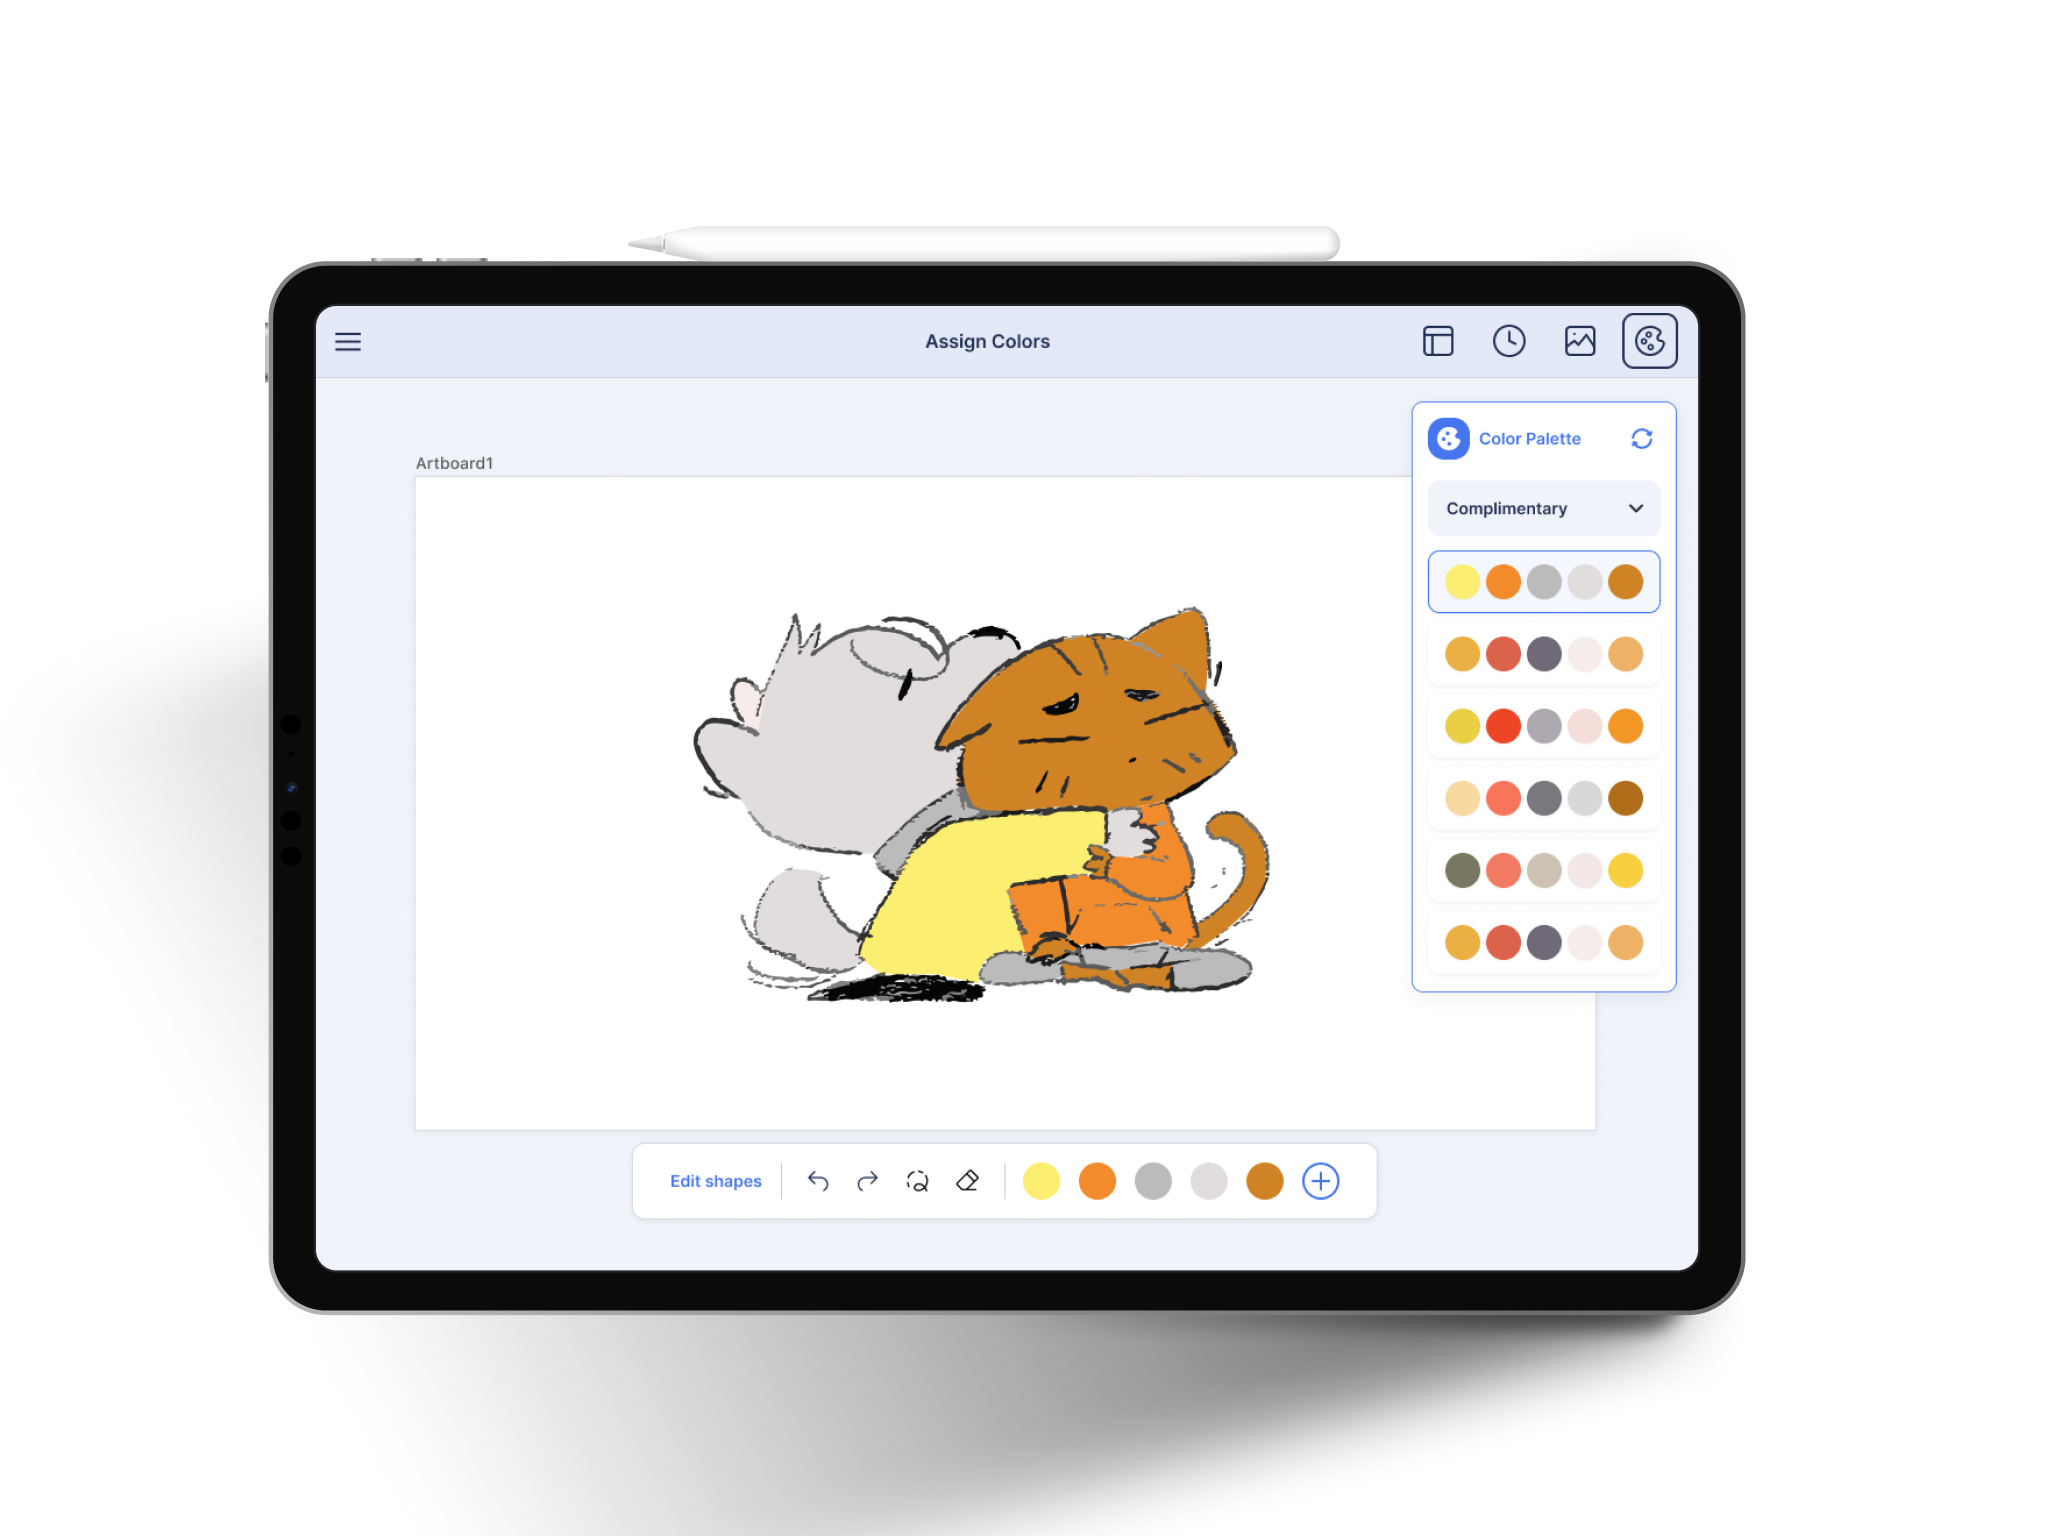 Assign Colors
Color Palette
Complimentary
Artboard1
Edit shapes